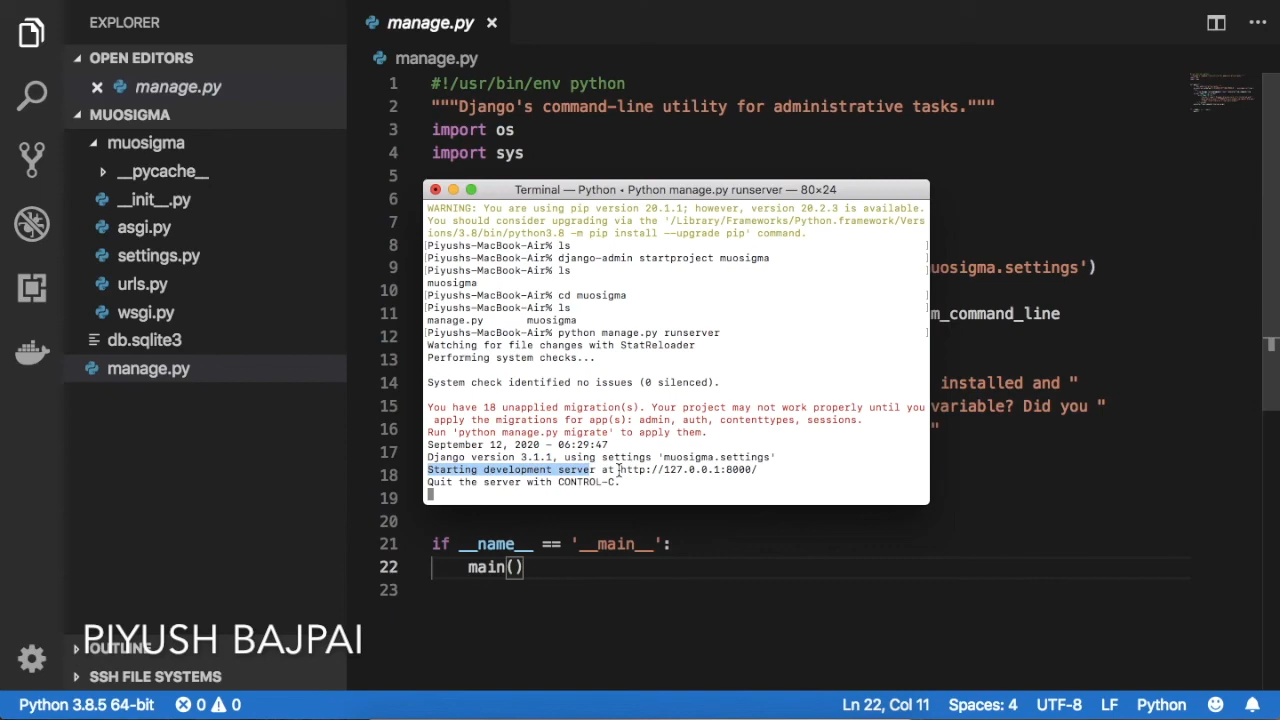 EXPLORER
OPEN EDITORS
manage.py
MUOSIGMA
muosigma
__pycache__
__init__.py
asgi.py
settings.py
urls.py
wsgi.py
db.sqlite3
manage.py
OUTLINE
SSH FILE SYSTEMS
PIYUSH BAJPAI
manage.py
manage.py
1 #!/usr/bin/env python
2 """Django's command-line utility for administrative tasks."""
3 import os
4 import sys
5
6
7
8
9 uosigma.settings')
10
11 m_command_line
12
13
14 installed and "
15 variable? Did you "
16 "
17
18
19
20
21 if __name__ == '__main__':
22 main()
23
Terminal — Python • Python manage.py runserver — 80×24
WARNING: You are using pip version 20.1.1; however, version 20.2.3 is available.
You should consider upgrading via the '/Library/Frameworks/Python.framework/Vers
ions/3.8/bin/python3.8 -m pip install --upgrade pip' command.
[Piyushs-MacBook-Air% ls ]
[Piyushs-MacBook-Air% django-admin startproject muosigma ]
[Piyushs-MacBook-Air% ls ]
muosigma
[Piyushs-MacBook-Air% cd muosigma ]
[Piyushs-MacBook-Air% ls ]
manage.py muosigma
[Piyushs-MacBook-Air% python manage.py runserver ]
Watching for file changes with StatReloader
Performing system checks...
System check identified no issues (0 silenced).
You have 18 unapplied migration(s). Your project may not work properly until you
apply the migrations for app(s): admin, auth, contenttypes, sessions.
Run 'python manage.py migrate' to apply them.
September 12, 2020 - 06:29:47
Django version 3.1.1, using settings 'muosigma.settings'
Starting development server at http://127.0.0.1:8000/
Quit the server with CONTROL-C.
Python 3.8.5 64-bit 0 0 Ln 22, Col 11 Spaces: 4 UTF-8 LF Python